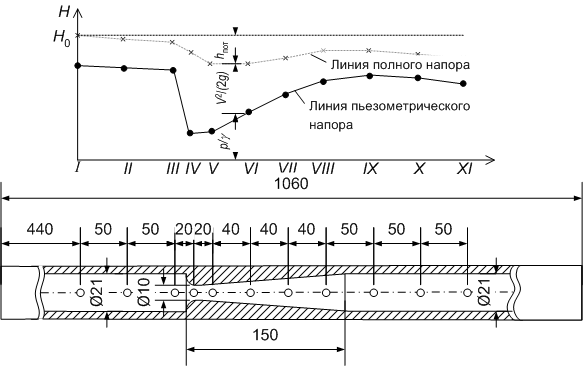 H
H₀
hпот
Линия полного напора
V²/(2g)
Линия пьезометрического
напора
p/γ
I II III IV V VI VII VIII IX X XI
1060
440 50 50 20 20 40 40 40 50 50 50
Ø21 Ø10 Ø21
150